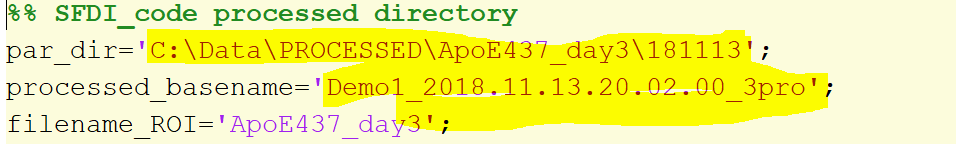 %% SFDI_code processed directory
par_dir='C:\Data\PROCESSED\ApoE437_day3\181113';
processed_basename='Demo1_2018.11.13.20.02.00_3pro';
filename_ROI='ApoE437_day3';